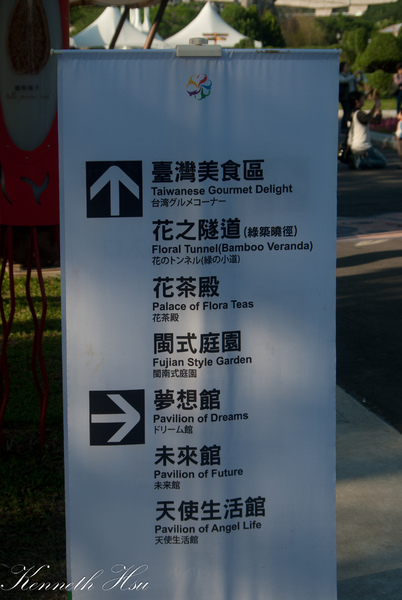 臺灣美食區
Taiwanese Gourmet Delight
台湾グルメコーナー
花之隧道(綠築曉徑)
Floral Tunnel(Bamboo Veranda)
花のトンネル(緑の小道)
花茶殿
Palace of Flora Teas
花茶殿
閩式庭園
Fujian Style Garden
閩南式庭園
夢想館
Pavilion of Dreams
ドリーム館
未來館
Pavilion of Future
未来館
天使生活館
Pavilion of Angel Life
天使生活館
Kenneth Hsu